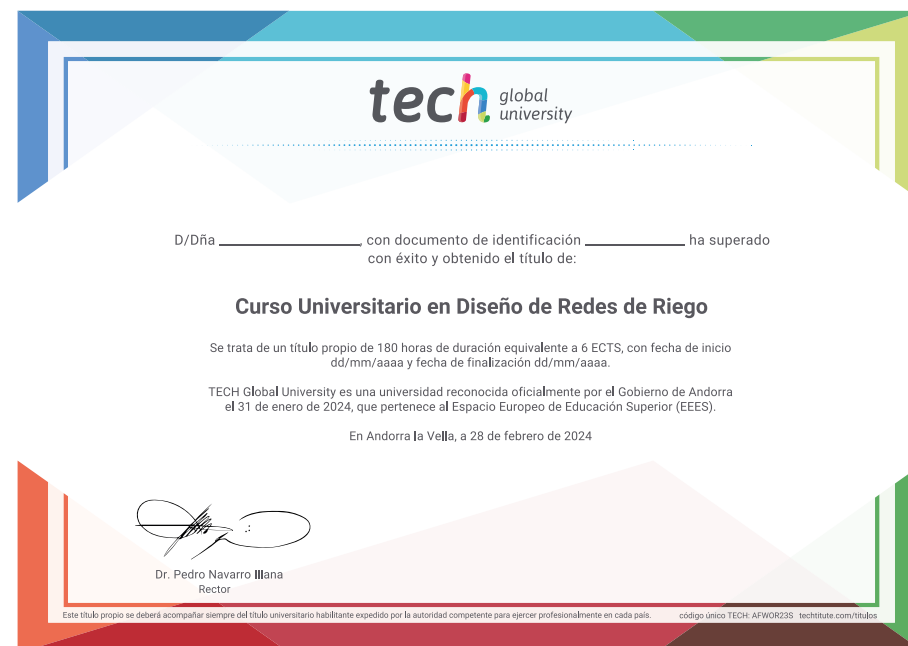 tech global university
D/Dña ____________________, con documento de identificación ______________ ha superado
con éxito y obtenido el título de:
Curso Universitario en Diseño de Redes de Riego
Se trata de un título propio de 180 horas de duración equivalente a 6 ECTS, con fecha de inicio
dd/mm/aaaa y fecha de finalización dd/mm/aaaa.
TECH Global University es una universidad reconocida oficialmente por el Gobierno de Andorra
el 31 de enero de 2024, que pertenece al Espacio Europeo de Educación Superior (EEES).
En Andorra la Vella, a 28 de febrero de 2024
Dr. Pedro Navarro Illana
Rector
Este título propio se deberá acompañar siempre del título universitario habilitante expedido por la autoridad competente para ejercer profesionalmente en cada país. código único TECH: AFWOR23S techtitute.com/titulos